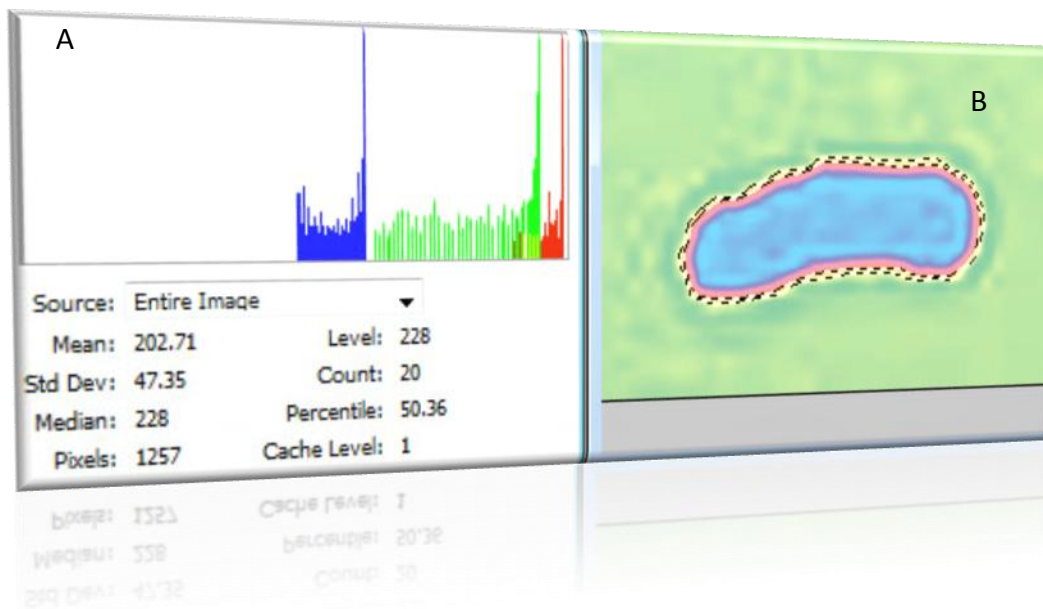 A
B
Source: Entire Image
Mean: 202.71 Level: 228
Std Dev: 47.35 Count: 20
Median: 228 Percentile: 50.36
Pixels: 1257 Cache Level: 1